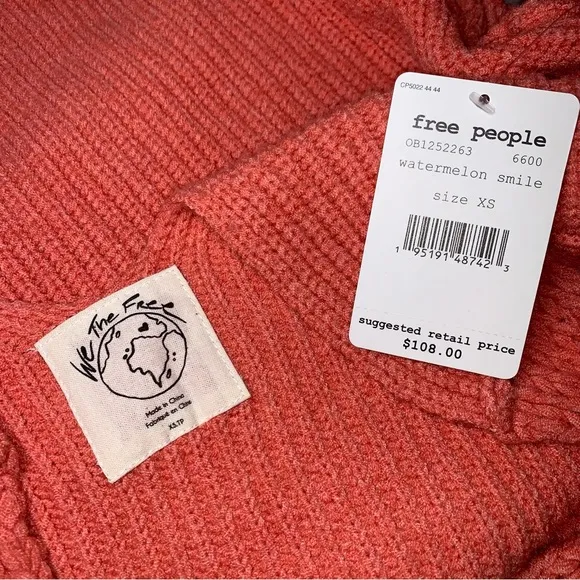 CP5022 44 44
free people
OB1252263 6600
watermelon smile
size XS
1 95191 48742 3
suggested retail price
$108.00
We The Free
Made in China
Fabriqué en Chine
XS.TP